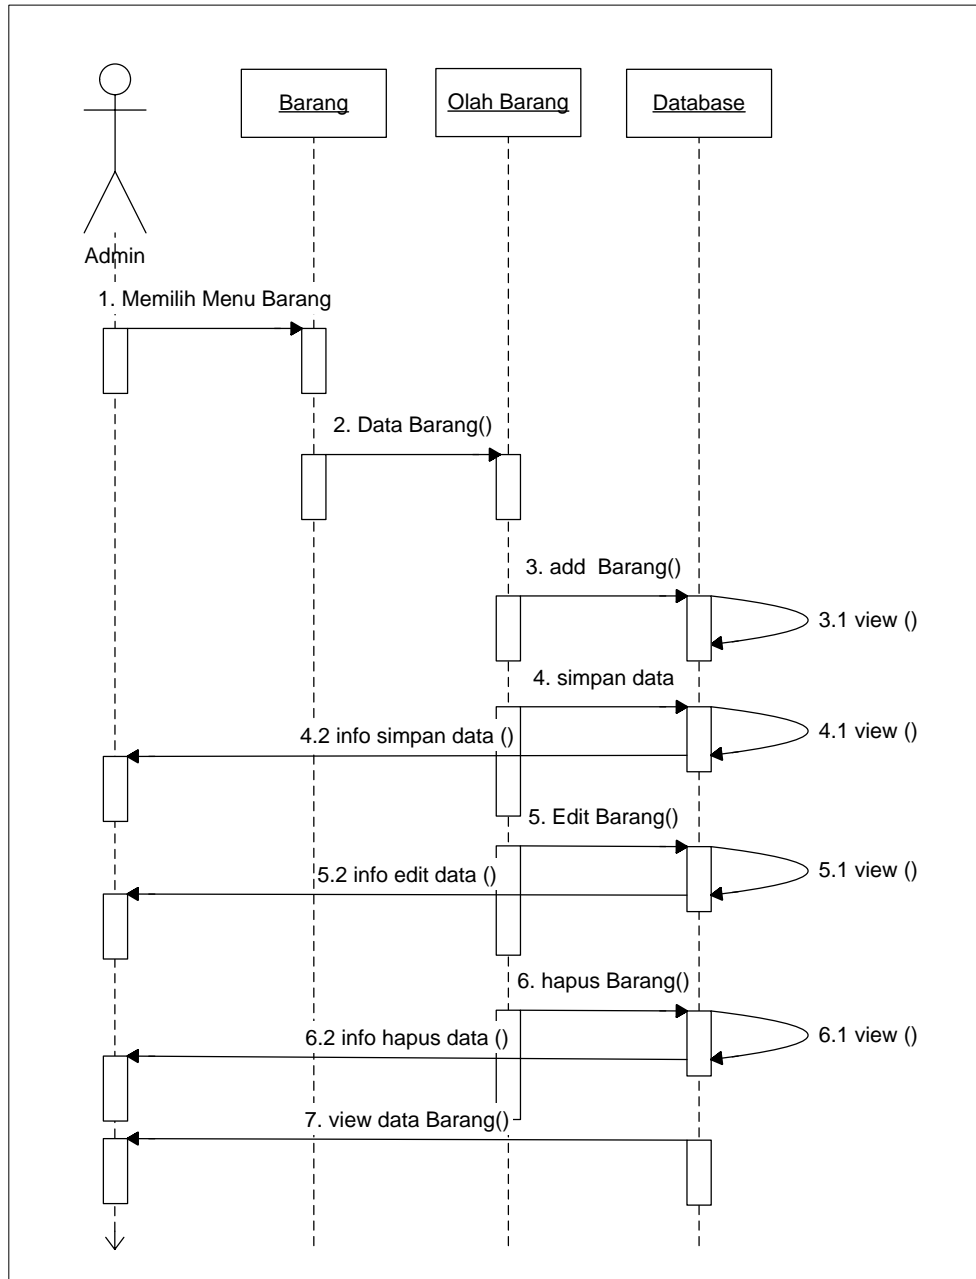 Barang
Olah Barang
Database
Admin
1. Memilih Menu Barang
2. Data Barang()
3. add  Barang()
3.1 view ()
4. simpan data
4.1 view ()
4.2 info simpan data ()
5. Edit Barang()
5.1 view ()
5.2 info edit data ()
6. hapus Barang()
6.1 view ()
6.2 info hapus data ()
7. view data Barang()